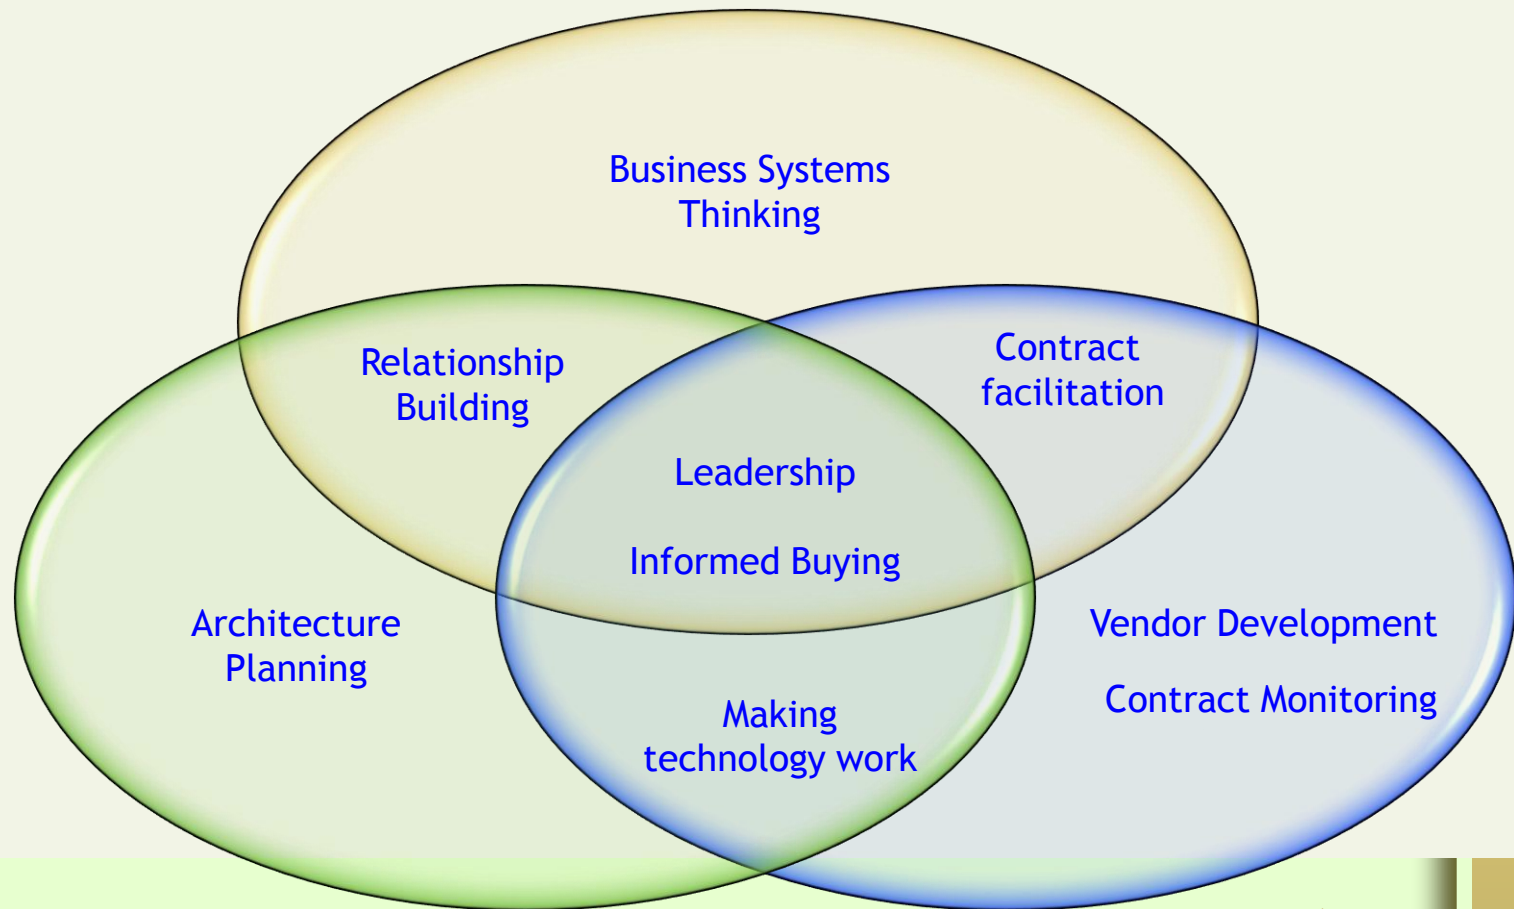 Business Systems
Thinking
Relationship
Building
Contract
facilitation
Leadership
Informed Buying
Architecture
Planning
Vendor Development
Contract Monitoring
Making
technology work